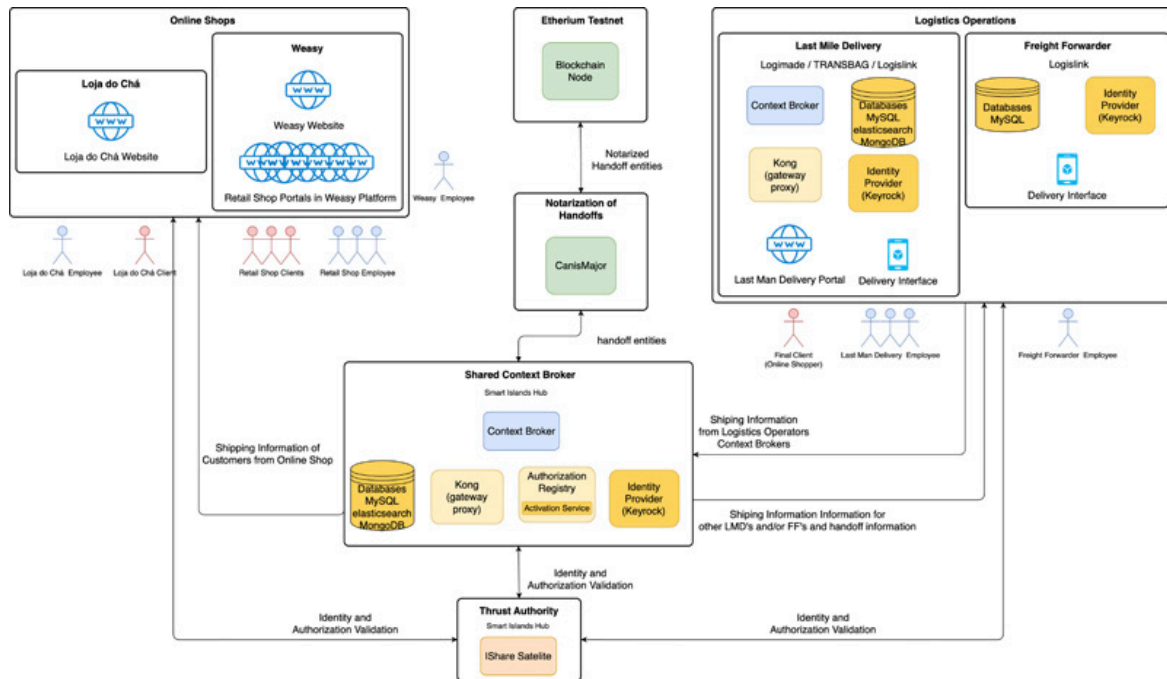 Online Shops
Weasy
Loja do Chá
Loja do Chá Website
Weasy Website
Retail Shop Portals in Weasy Platform
Weasy Employee
Loja do Chá Employee
Loja do Chá Client
Retail Shop Clients
Retail Shop Employee
Etherium Testnet
Blockchain
Node
Notarized
Handoff entities
Notarization of
Handoffs
CanisMajor
handoff entities
Logistics Operations
Last Mile Delivery
Logimade / TRANSBAG / Logislink
Context Broker
Databases
MySQL
elasticsearch
MongoDB
Kong
(gateway
proxy)
Identity
Provider
(Keyrock)
Last Man Delivery Portal
Delivery Interface
Freight Forwarder
Logislink
Databases
MySQL
Identity
Provider
(Keyrock)
Delivery Interface
Final Client
(Online Shopper)
Last Man Delivery Employee
Freight Forwarder Employee
Shared Context Broker
Smart Islands Hub
Context Broker
Databases
MySQL
elasticsearch
MongoDB
Kong
(gateway
proxy)
Authorization
Registry
Activation Service
Identity
Provider
(Keyrock)
Shipping Information of
Customers from Online Shop
Shiping Information
from Logistics Operators
Context Brokers
Shiping Information Information for
other LMD's and/or FF's and handoff information
Identity and
Authorization Validation
Identity and
Authorization Validation
Thrust Authority
Smart Islands Hub
IShare Satelite
Identity and
Authorization Validation